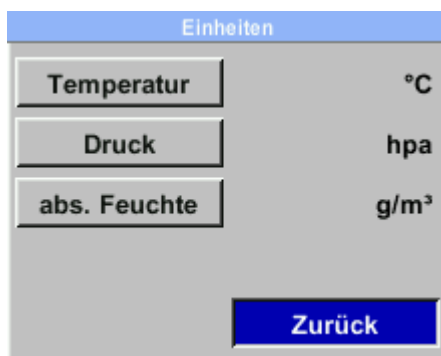 Einheiten
Temperatur °C
Druck hpa
abs. Feuchte g/m³
Zurück